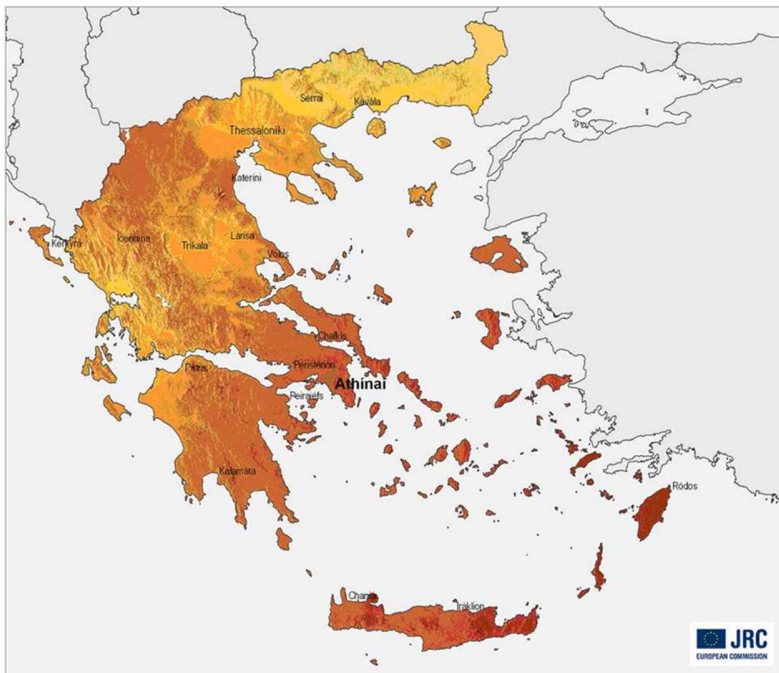 Serrai
Kavala
Thessaloniki
Katerini
Kerkyra
Ioannina
Trikala
Larisa
Volos
Chalkis
Patras
Peristerion
Athinai
Peiraiefs
Kalamata
Rodos
Chania
Iraklion
JRC
EUROPEAN COMMISSION